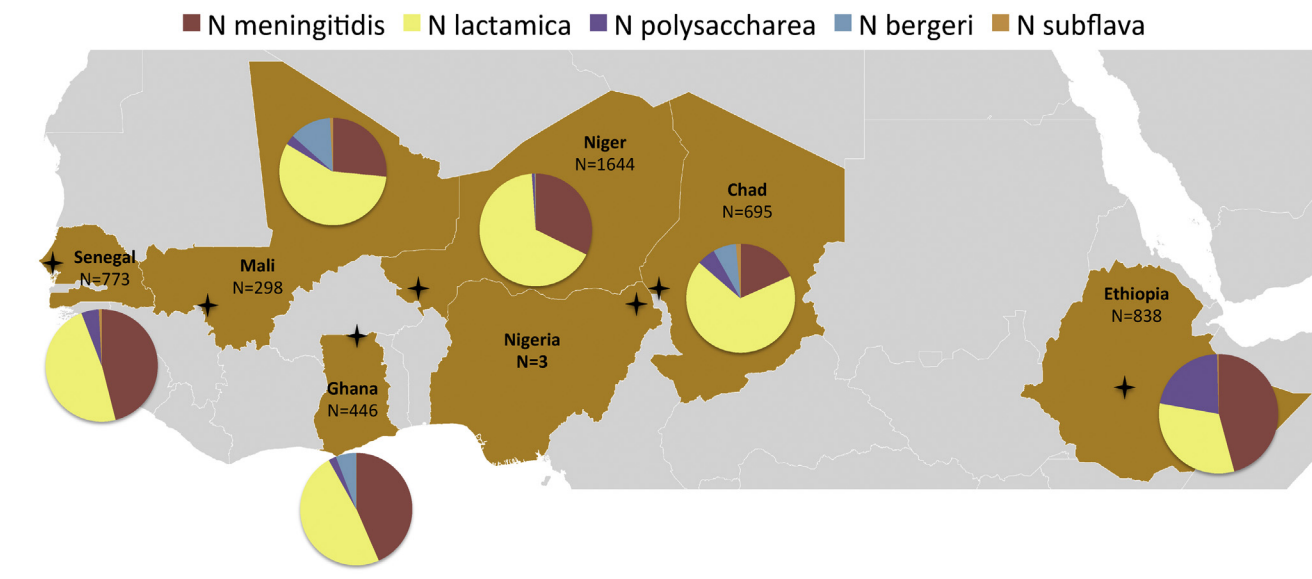 N meningitidis N lactamica N polysaccharea N bergeri N subflava
Niger
N=1644
Chad
N=695
Senegal
N=773
Mali
N=298
Ethiopia
N=838
Nigeria
N=3
Ghana
N=446